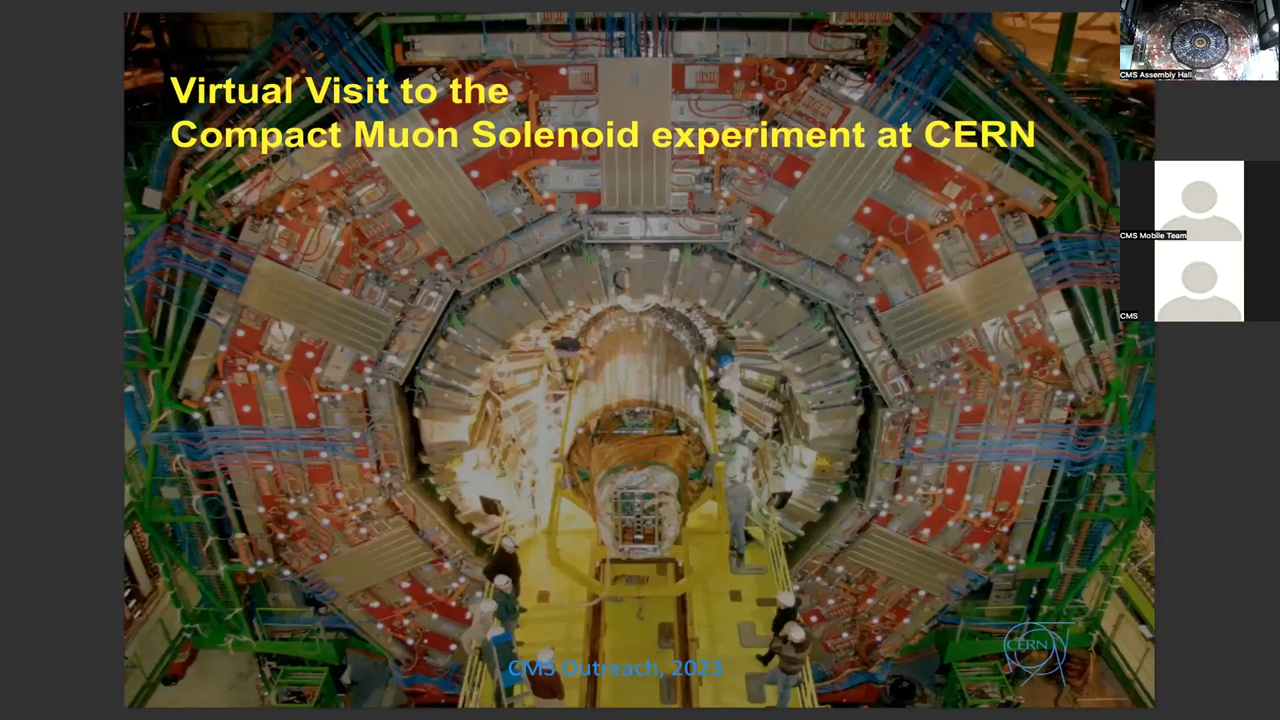 Virtual Visit to the
Compact Muon Solenoid experiment at CERN
CMS Assembly Hall
CMS Mobile Team
CMS
CMS Outreach, 2023
CERN